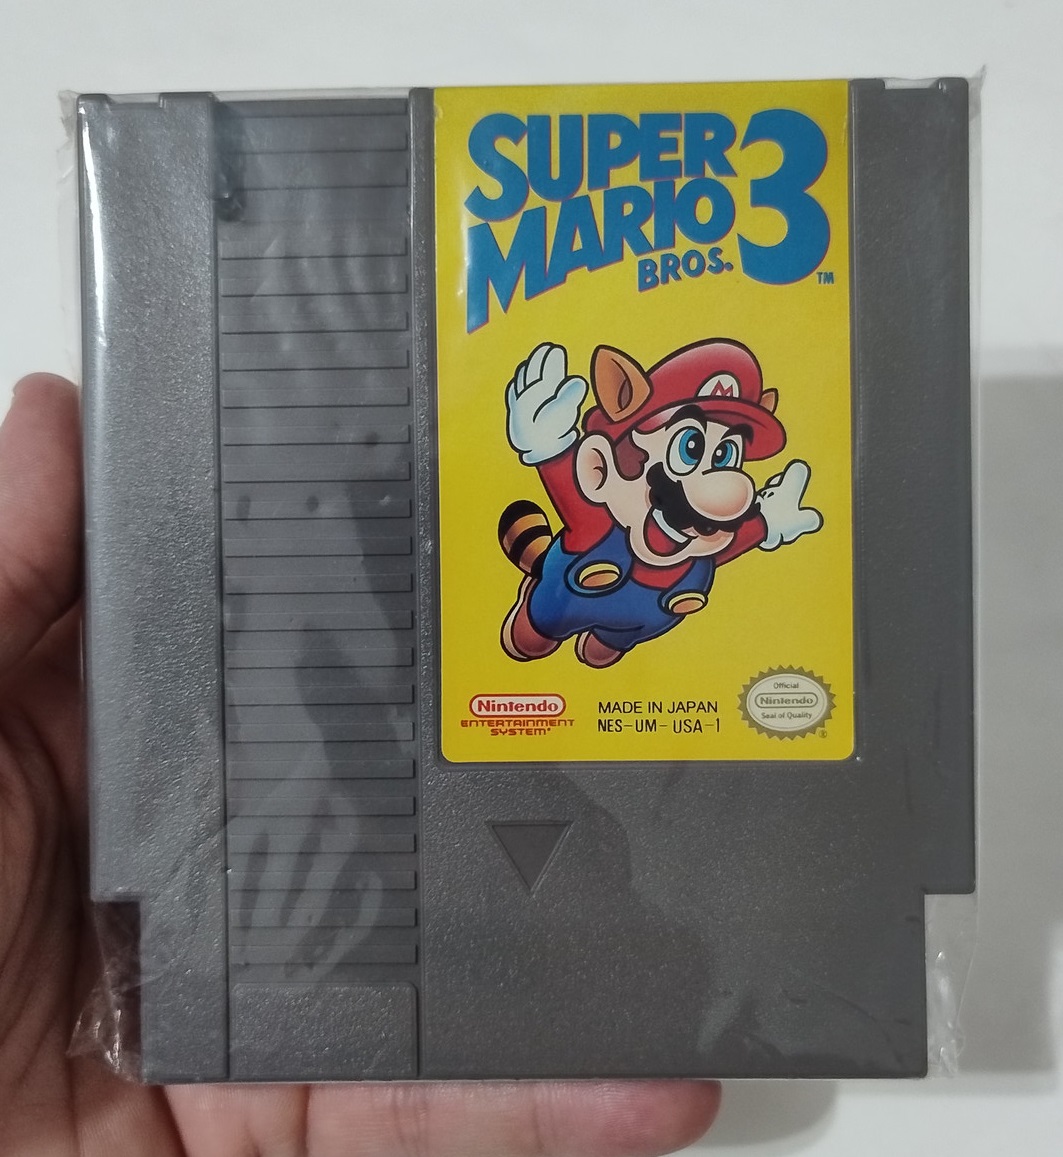 SUPER
MARIO
BROS. 3 ™
M
Nintendo
ENTERTAINMENT
SYSTEM®
MADE IN JAPAN
NES-UM-USA-1
Official
Nintendo
Seal of Quality
®